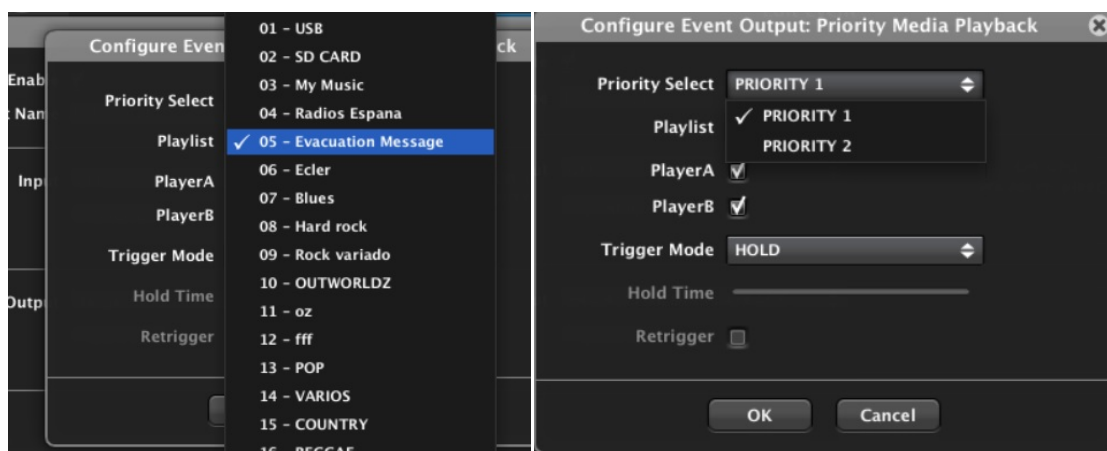 Configure Even
ck
Enab
Nam
Inp
Outp
Priority Select
Playlist
PlayerA
PlayerB
Trigger Mode
Hold Time
Retrigger
01 - USB
02 - SD CARD
03 - My Music
04 - Radios Espana
✓ 05 - Evacuation Message
06 - Ecler
07 - Blues
08 - Hard rock
09 - Rock variado
10 - OUTWORLDZ
11 - oz
12 - fff
13 - POP
14 - VARIOS
15 - COUNTRY
16 - REGGAE
Configure Event Output: Priority Media Playback
Priority Select PRIORITY 1
✓ PRIORITY 1
Playlist
PRIORITY 2
PlayerA
PlayerB
Trigger Mode HOLD
Hold Time
Retrigger
OK Cancel